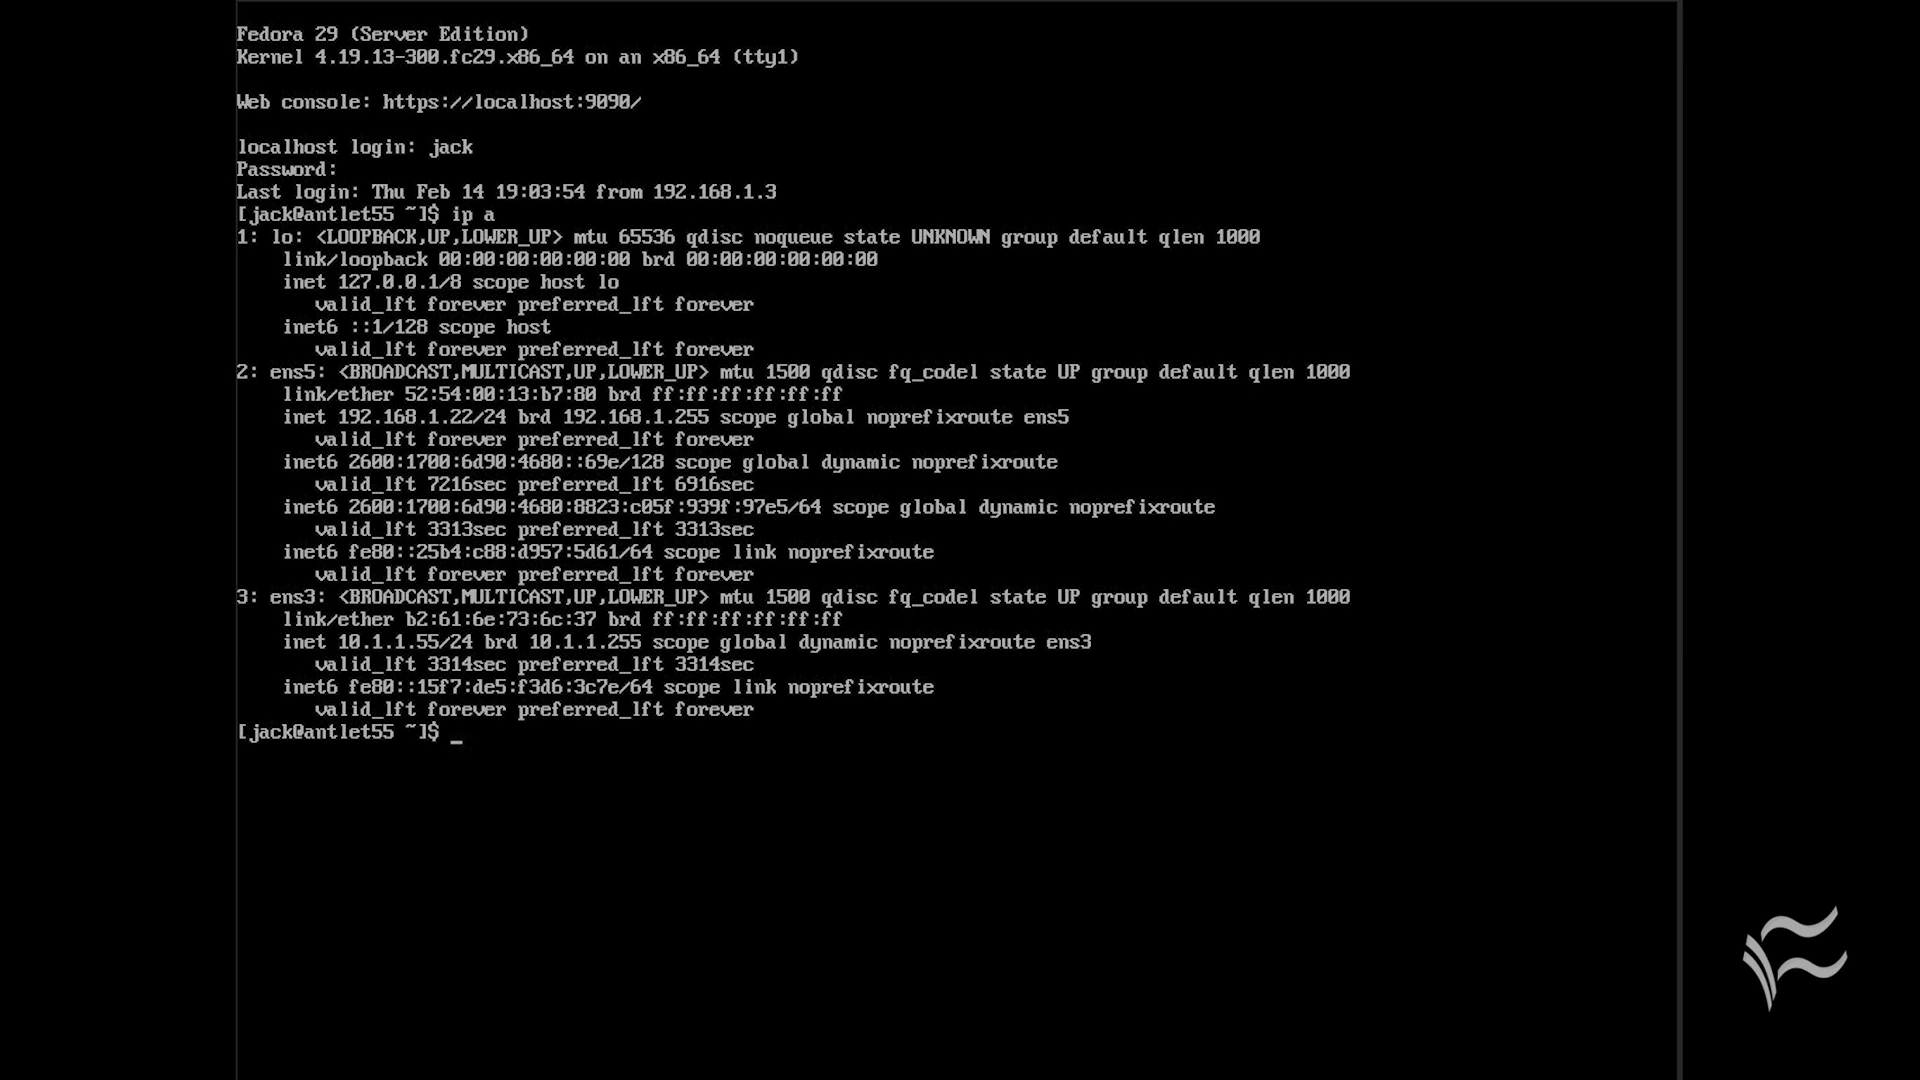 Fedora 29 (Server Edition)
Kernel 4.19.13-300.fc29.x86_64 on an x86_64 (tty1)
Web console: https://localhost:9090/
localhost login: jack
Password:
Last login: Thu Feb 14 19:03:54 from 192.168.1.3
[jack@antlet55 ~]$ ip a
1: lo: <LOOPBACK,UP,LOWER_UP> mtu 65536 qdisc noqueue state UNKNOWN group default qlen 1000
    link/loopback 00:00:00:00:00:00 brd 00:00:00:00:00:00
    inet 127.0.0.1/8 scope host lo
       valid_lft forever preferred_lft forever
    inet6 ::1/128 scope host
       valid_lft forever preferred_lft forever
2: ens5: <BROADCAST,MULTICAST,UP,LOWER_UP> mtu 1500 qdisc fq_codel state UP group default qlen 1000
    link/ether 52:54:00:13:b7:80 brd ff:ff:ff:ff:ff:ff
    inet 192.168.1.22/24 brd 192.168.1.255 scope global noprefixroute ens5
       valid_lft forever preferred_lft forever
    inet6 2600:1700:6d90:4680::69e/128 scope global dynamic noprefixroute
       valid_lft 7216sec preferred_lft 6916sec
    inet6 2600:1700:6d90:4680:8823:c05f:939f:97e5/64 scope global dynamic noprefixroute
       valid_lft 3313sec preferred_lft 3313sec
    inet6 fe80::25b4:c88:d957:5d61/64 scope link noprefixroute
       valid_lft forever preferred_lft forever
3: ens3: <BROADCAST,MULTICAST,UP,LOWER_UP> mtu 1500 qdisc fq_codel state UP group default qlen 1000
    link/ether b2:61:6e:73:6c:37 brd ff:ff:ff:ff:ff:ff
    inet 10.1.1.55/24 brd 10.1.1.255 scope global dynamic noprefixroute ens3
       valid_lft 3314sec preferred_lft 3314sec
    inet6 fe80::15f7:de5:f3d6:3c7e/64 scope link noprefixroute
       valid_lft forever preferred_lft forever
[jack@antlet55 ~]$ _